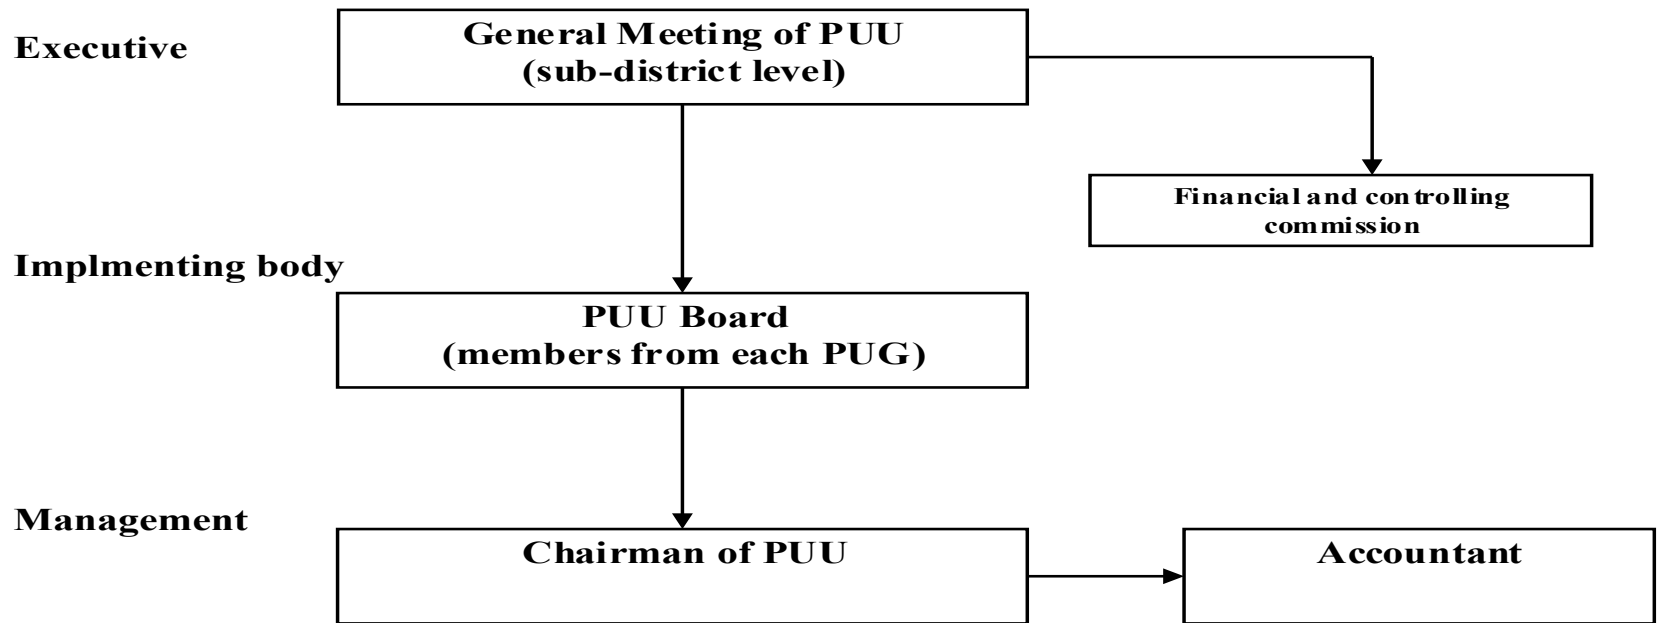 Executive
General Meeting of PUU
(sub-district level)
Financial and controlling
commission
Implmenting body
PUU Board
(members from each PUG)
Management
Chairman of PUU
Accountant